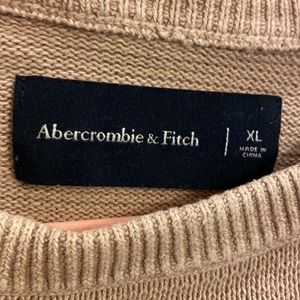 Abercrombie & Fitch
XL
MADE IN
CHINA